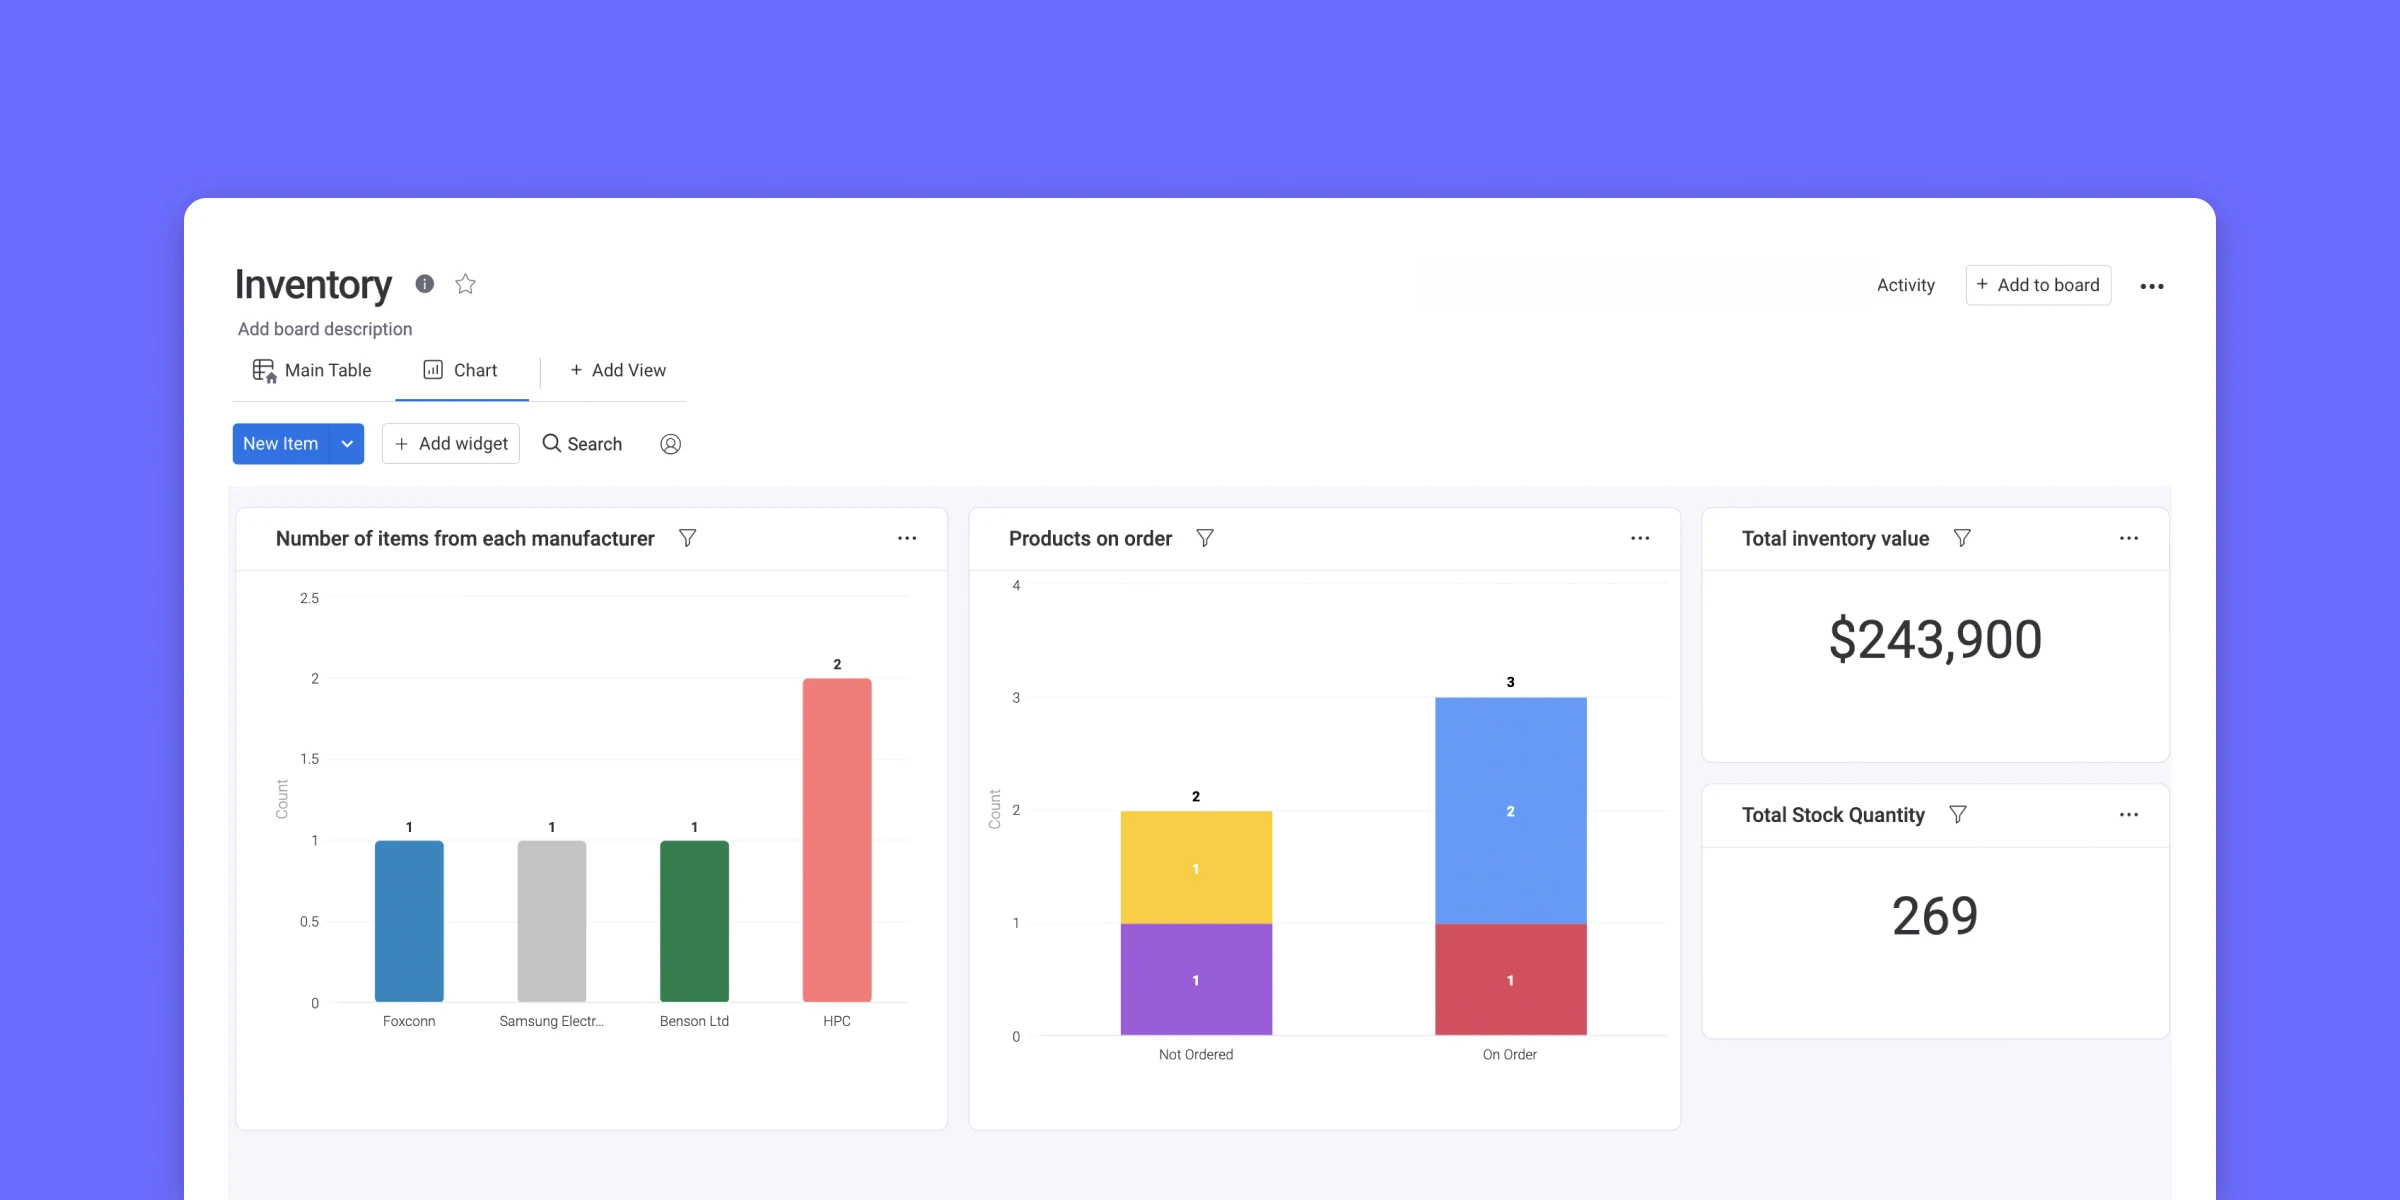 Inventory
Activity
+ Add to board
Add board description
Main Table
Chart
+ Add View
New Item
+ Add widget
Search
Number of items from each manufacturer
2.5
2
1.5
1
0.5
0
Count
1
1
1
2
Foxconn
Samsung Electr...
Benson Ltd
HPC
Products on order
4
3
2
1
0
Count
2
1
1
3
2
1
Not Ordered
On Order
Total inventory value
$243,900
Total Stock Quantity
269